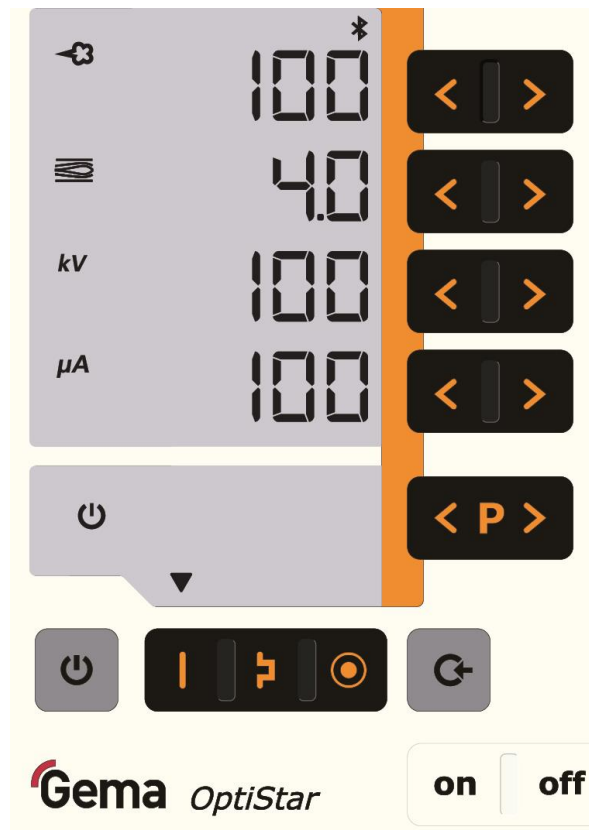 100
4.0
kV 100
µA 100
< >
< >
< >
< >
< P >
Gema OptiStar
on off